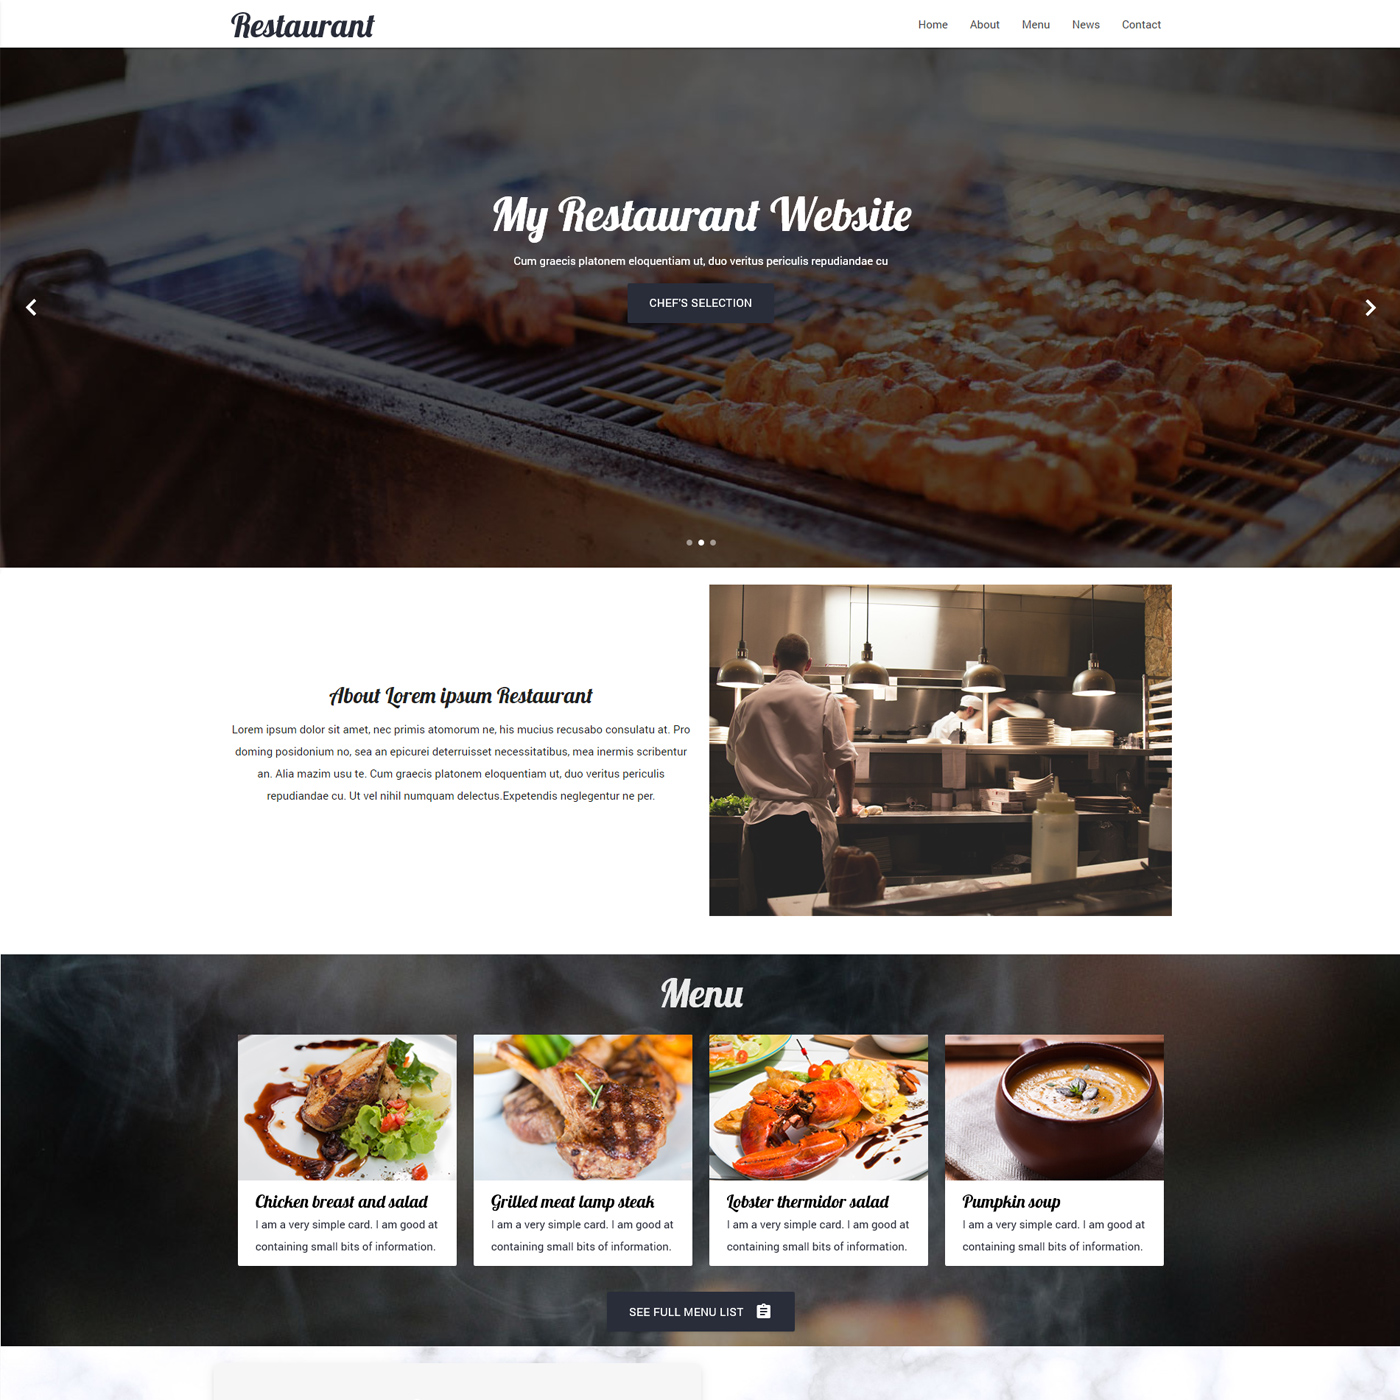 Restaurant
Home About Menu News Contact
My Restaurant Website
Cum graecis platonem eloquentiam ut, duo veritus periculis repudiandae cu
CHEF'S SELECTION
About Lorem ipsum Restaurant
Lorem ipsum dolor sit amet, nec primis atomorum ne, his mucius recusabo consulatu at. Pro
doming posidonium no, sea an epicurei deterruisset necessitatibus, mea inermis scribentur
an. Alia mazim usu te. Cum graecis platonem eloquentiam ut, duo veritus periculis
repudiandae cu. Ut vel nihil numquam delectus.Expetendis neglegentur ne per.
Menu
Chicken breast and salad
I am a very simple card. I am good at
containing small bits of information.
Grilled meat lamp steak
I am a very simple card. I am good at
containing small bits of information.
Lobster thermidor salad
I am a very simple card. I am good at
containing small bits of information.
Pumpkin soup
I am a very simple card. I am good at
containing small bits of information.
SEE FULL MENU LIST